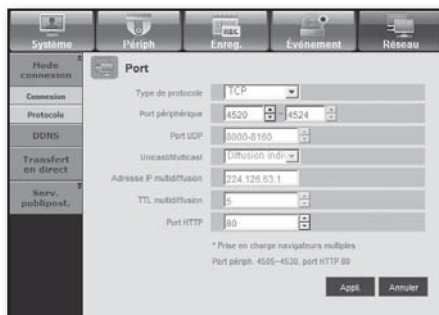 Système Périph Enreg. Événement Réseau
Mode connexion
Connexion
Protocole
DDNS
Transfert en direct
Serv. publipost.
Port
Type de protocole TCP
Port périphérique 4520 ~ 4524
Port UDP 8000-8160
Unicast/Multicast Diffusion indiv
Adresse IP multidiffusion 224.126.63.1
TTL multidiffusion 5
Port HTTP 80
* Prise en charge navigateurs multiples :
Port périph. 4505~4530, port HTTP 80
Appli. Annuler